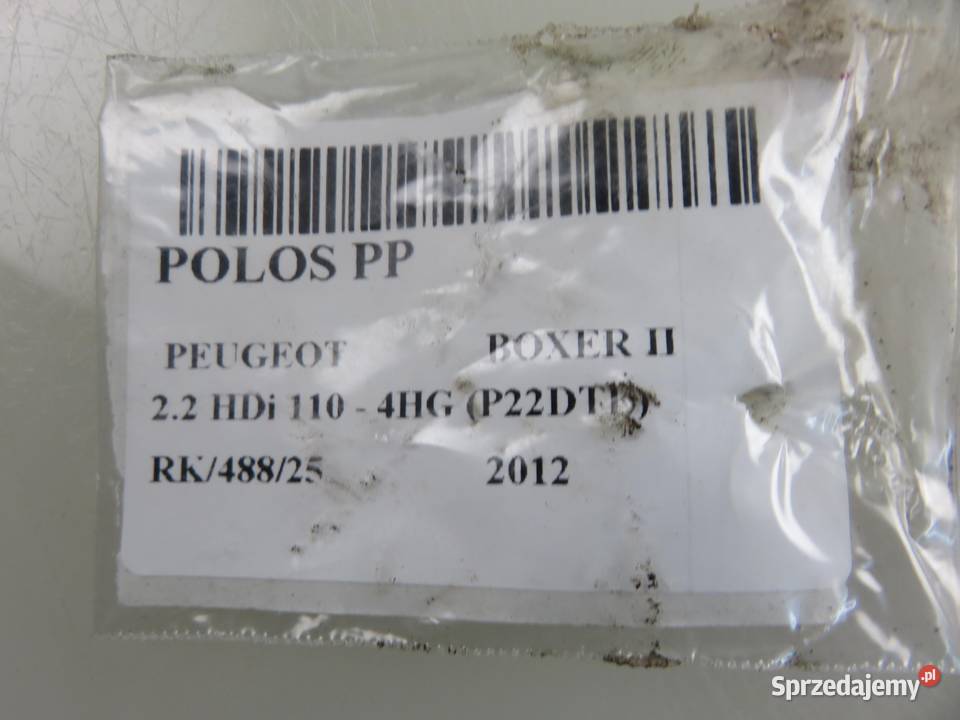 POLOS PP
PEUGEOT BOXER II
2.2 HDi 110 - 4HG (P22DTE)
RK/488/25 2012
Sprzedajemy.pl